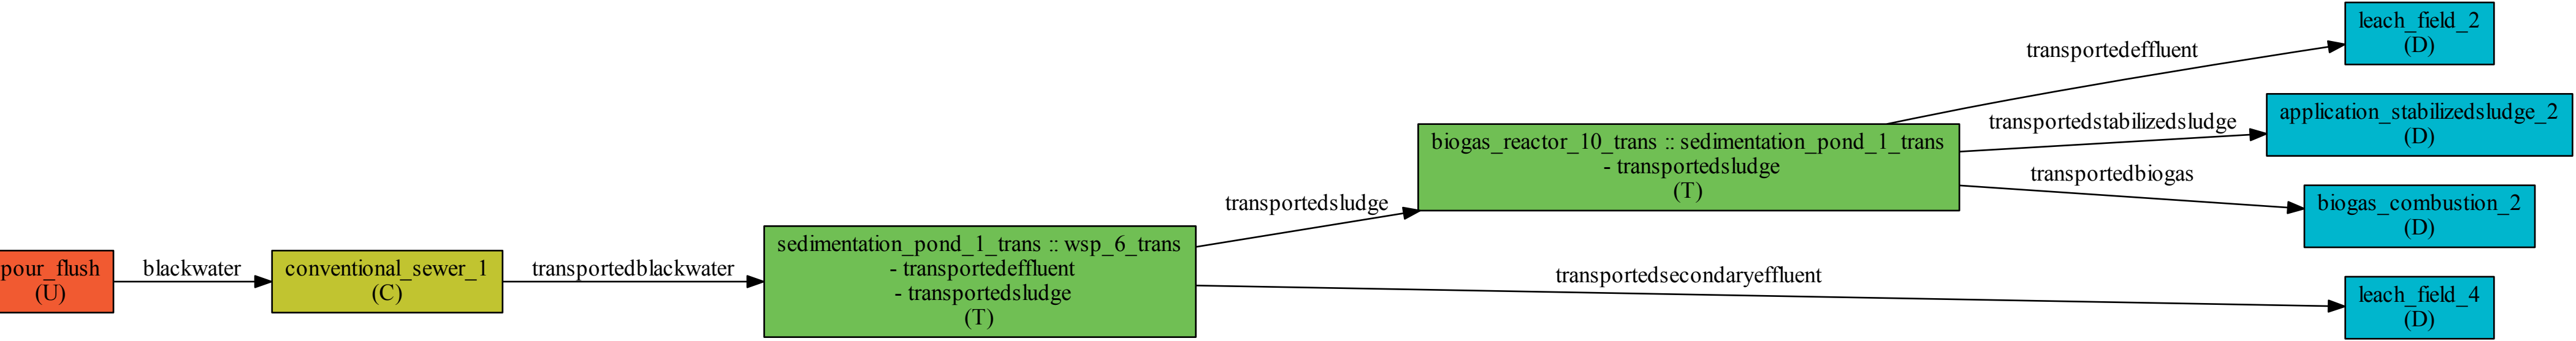 pour_flush
(U)
blackwater
conventional_sewer_1
(C)
transportedblackwater
sedimentation_pond_1_trans :: wsp_6_trans
- transportedeffluent
- transportedsludge
(T)
transportedsludge
biogas_reactor_10_trans :: sedimentation_pond_1_trans
- transportedsludge
(T)
transportedeffluent
leach_field_2
(D)
transportedstabilizedsludge
application_stabilizedsludge_2
(D)
transportedbiogas
biogas_combustion_2
(D)
transportedsecondaryeffluent
leach_field_4
(D)